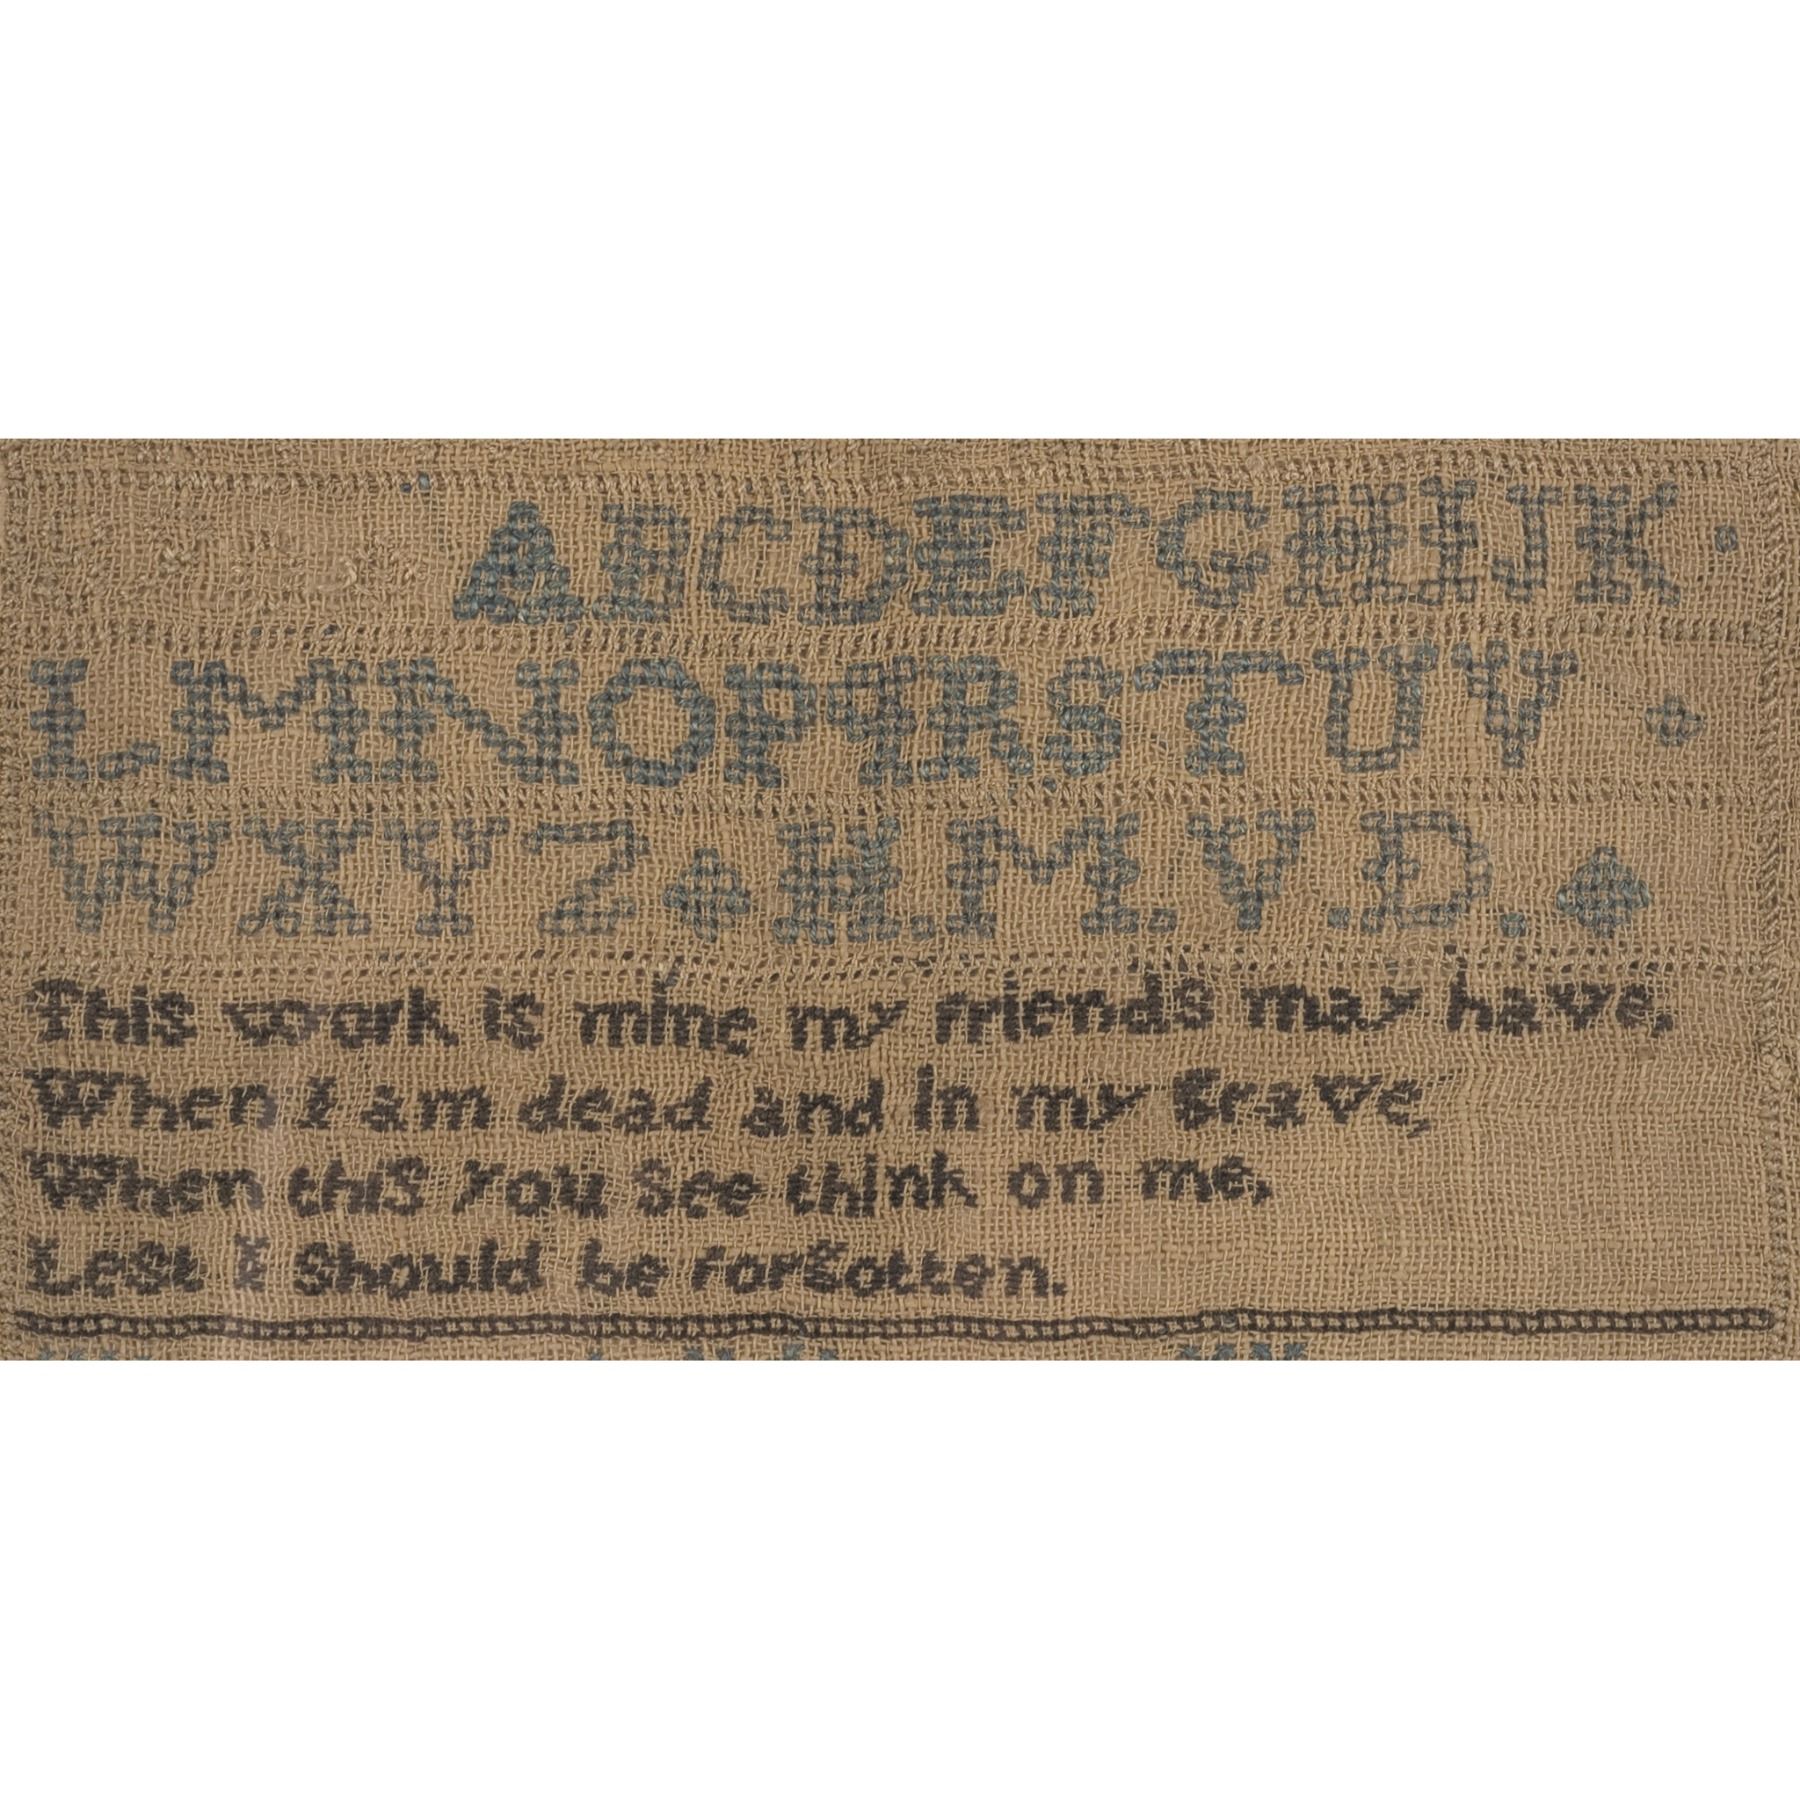 ABCDEFGHIJK.
L.MNOPQRSTUV
WXYZ H.M.V.D.
This work is mine my friends may have,
When I am dead and in my Grave,
When this you see think on me,
Lest I Should be forgotten.